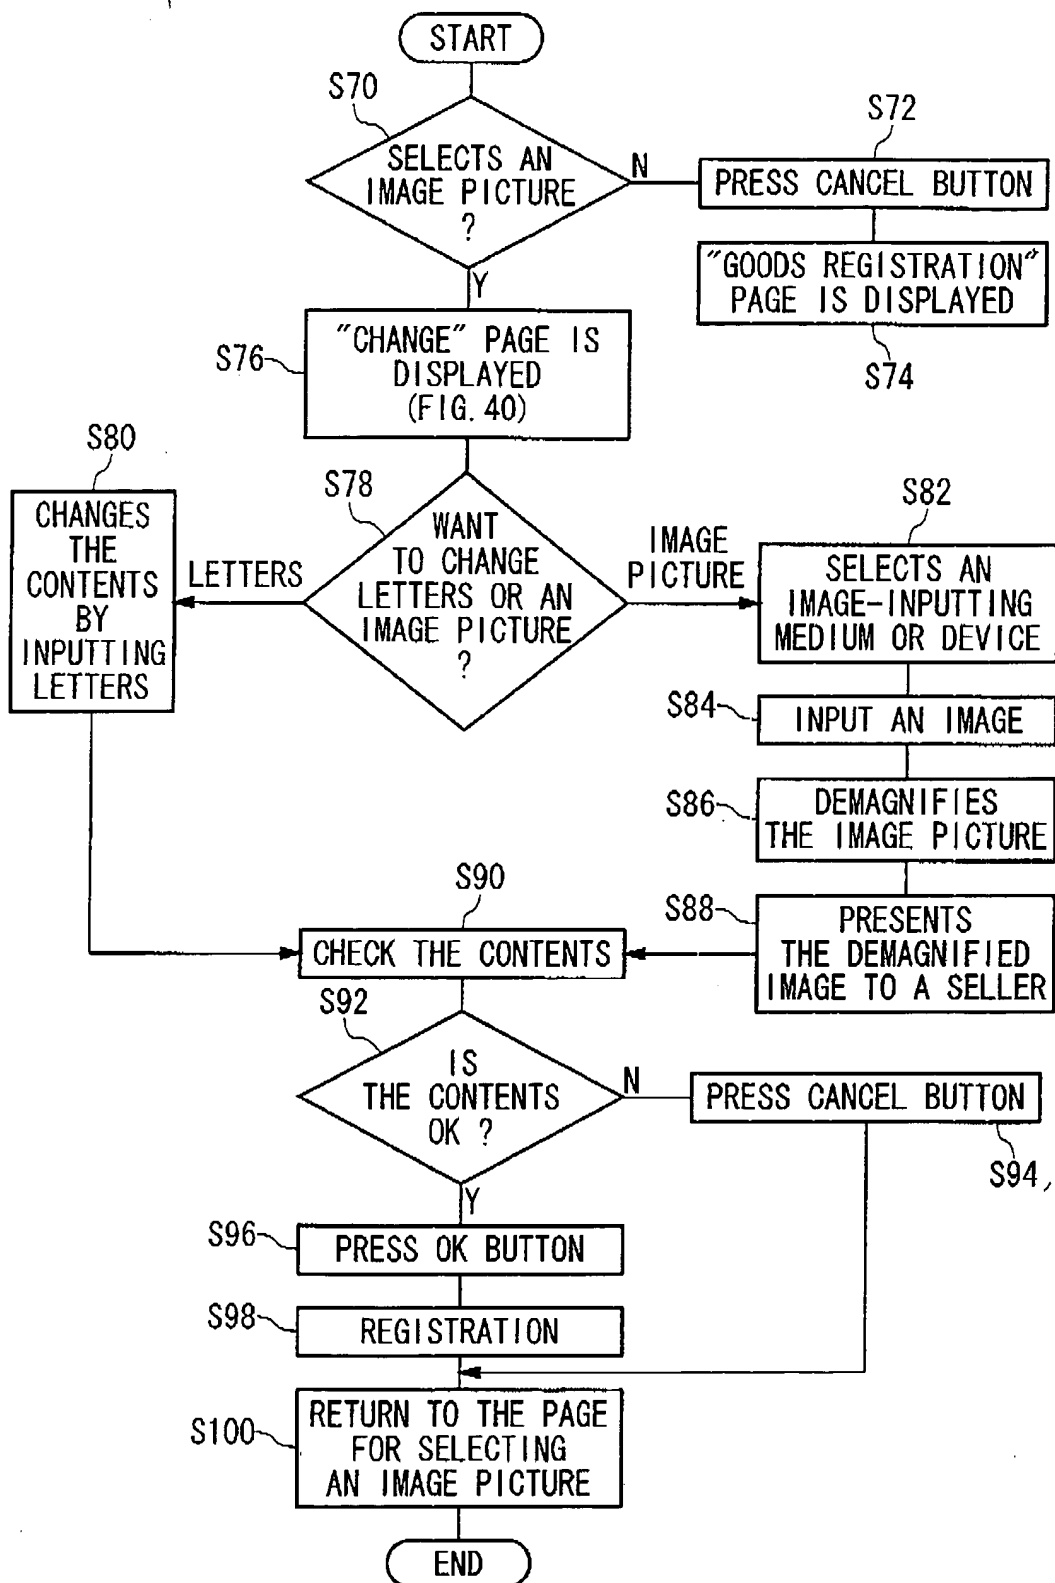 START
S70
SELECTS AN
IMAGE PICTURE
?
N
S72
PRESS CANCEL BUTTON
"GOODS REGISTRATION"
PAGE IS DISPLAYED
S74
Y
S76
"CHANGE" PAGE IS
DISPLAYED
(FIG. 40)
S78
WANT
TO CHANGE
LETTERS OR AN
IMAGE PICTURE
?
S80
CHANGES
THE
CONTENTS
BY
INPUTTING
LETTERS
LETTERS
IMAGE
PICTURE
S82
SELECTS AN
IMAGE-INPUTTING
MEDIUM OR DEVICE
S84
INPUT AN IMAGE
S86
DEMAGNIFIES
THE IMAGE PICTURE
S88
PRESENTS
THE DEMAGNIFIED
IMAGE TO A SELLER
S90
CHECK THE CONTENTS
S92
IS
THE CONTENTS
OK ?
N
PRESS CANCEL BUTTON
S94
Y
S96
PRESS OK BUTTON
S98
REGISTRATION
S100
RETURN TO THE PAGE
FOR SELECTING
AN IMAGE PICTURE
END